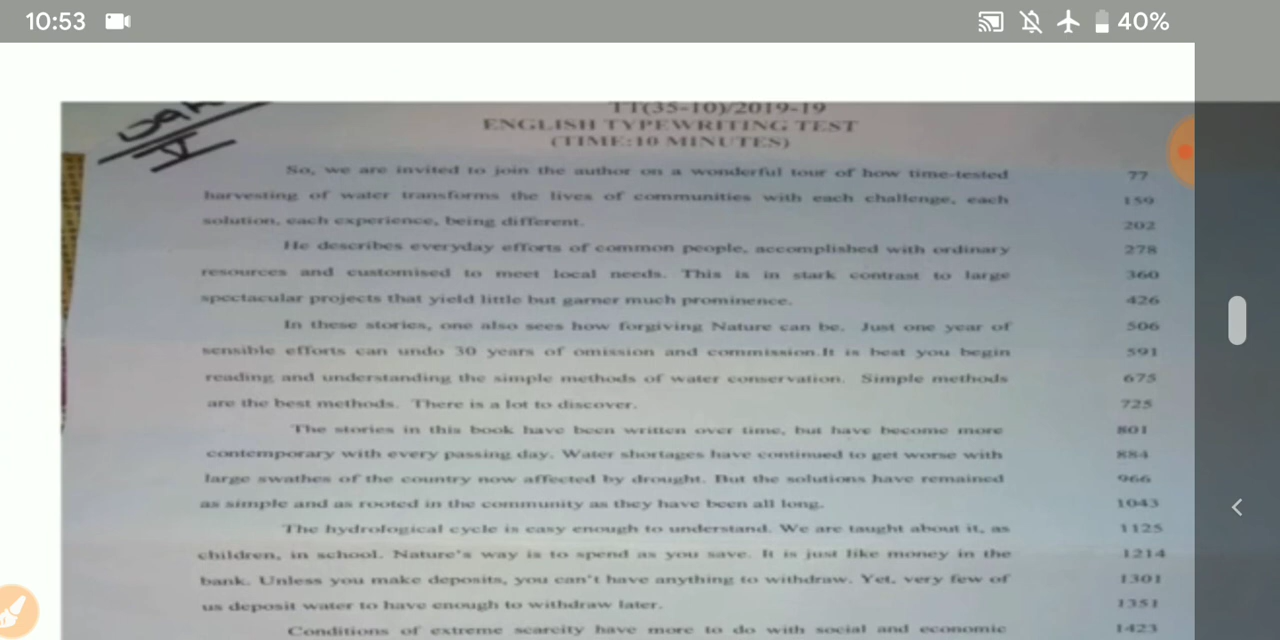 10:53 40%
TT(35-10)/2019-19
ENGLISH TYPEWRITING TEST
(TIME:10 MINUTES)
So, we are invited to join the author on a wonderful tour of how time-tested 77
harvesting of water transforms the lives of communities with each challenge, each 159
solution, each experience, being different. 202
He describes everyday efforts of common people, accomplished with ordinary 278
resources and customised to meet local needs. This is in stark contrast to large 360
spectacular projects that yield little but garner much prominence. 426
In these stories, one also sees how forgiving Nature can be. Just one year of 506
sensible efforts can undo 30 years of omission and commission.It is best you begin 591
reading and understanding the simple methods of water conservation. Simple methods 675
are the best methods. There is a lot to discover. 725
The stories in this book have been written over time, but have become more 801
contemporary with every passing day. Water shortages have continued to get worse with 884
large swathes of the country now affected by drought. But the solutions have remained 966
as simple and as rooted in the community as they have been all long. 1043
The hydrological cycle is easy enough to understand. We are taught about it, as 1125
children, in school. Nature's way is to spend as you save. It is just like money in the 1214
bank. Unless you make deposits, you can't have anything to withdraw. Yet, very few of 1301
us deposit water to have enough to withdraw later. 1351
Conditions of extreme scarcity have more to do with social and economic 1423